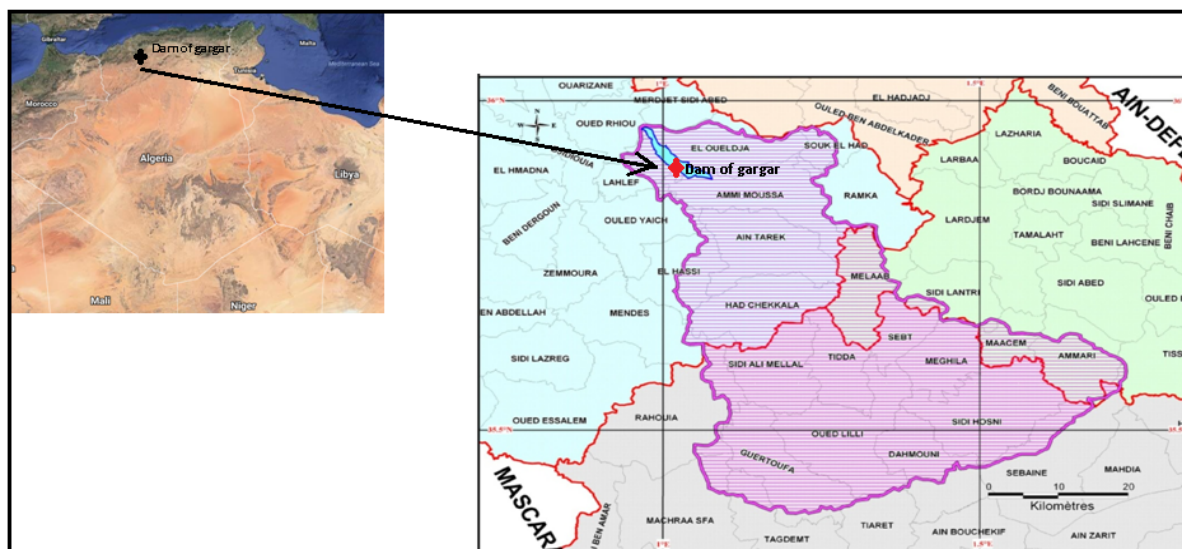 Gibraltar
Dam of gargar
Malta
Mediterranean Sea
Tunisia
Morocco
Algeria
Libya
Mali
Niger
OUARIZANE
1°E
1.5°E
36°N
MERDJET SIDI ABED
EL HADJADJ
BENI BOUATTAB
AIN-DEFL
N
W E
S
OUED RHIOU
OULED BEN ABDELKADER
LAZHARIA
EL OUELDJA
SOUK EL HAD
LARBAA
BOUCAID
EL HMADNA
Dam of gargar
LAHLEF
AMMI MOUSSA
RAMKA
BORDJ BOUNAAMA
SIDI SLIMANE
BENI DERGOUN
OULED YAICH
LARDJEM
TAMALAHT
BENI LAHCENE
BENI CHAIB
AIN TAREK
ZEMMOURA
EL HASSI
MELAAB
SIDI LANTRI
SIDI ABED
OULED
EN ABDELLAH
MENDES
HAD CHEKKALA
SEBT
MAACEM
AMMARI
SIDI LAZREG
SIDI ALI MELLAL
TIDDA
MEGHILA
TISS
OUED ESSALEM
RAHOUIA
SIDI HOSNI
35.5°N
OUED LILLI
GUERTOUFA
DAHMOUNI
SEBAINE
MAHDIA
MASCARA
0 10 20
Kilomètres
BEN AMAR
MACHRAA SFA
TIARET
AIN BOUCHEKIF
AIN ZARIT
TAGDEMT
1°E
1.5°E